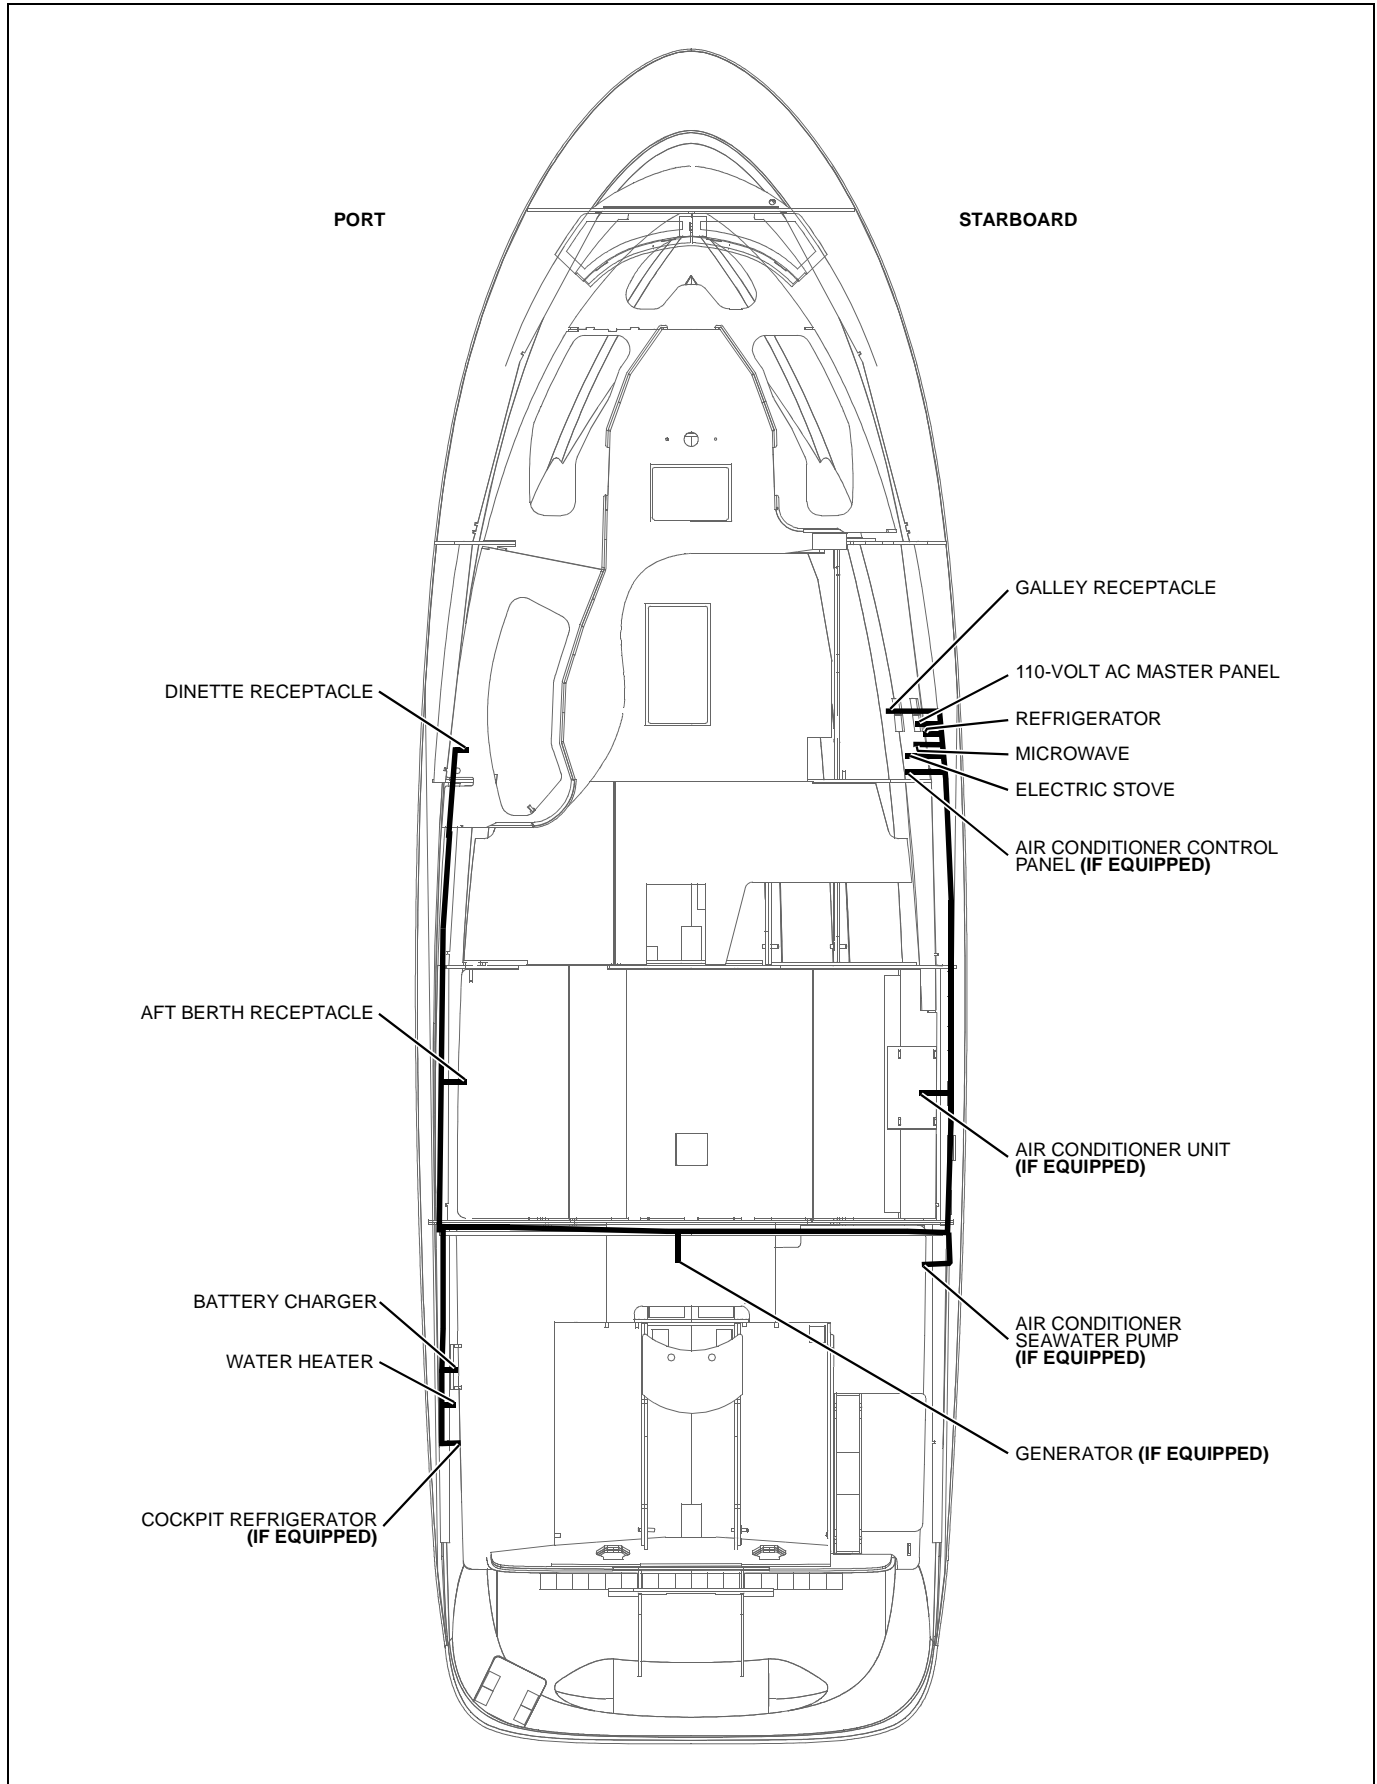 PORT
STARBOARD
GALLEY RECEPTACLE
110-VOLT AC MASTER PANEL
DINETTE RECEPTACLE
REFRIGERATOR
MICROWAVE
ELECTRIC STOVE
AIR CONDITIONER CONTROL
PANEL (IF EQUIPPED)
AFT BERTH RECEPTACLE
AIR CONDITIONER UNIT
(IF EQUIPPED)
BATTERY CHARGER
AIR CONDITIONER
SEAWATER PUMP
(IF EQUIPPED)
WATER HEATER
GENERATOR (IF EQUIPPED)
COCKPIT REFRIGERATOR
(IF EQUIPPED)